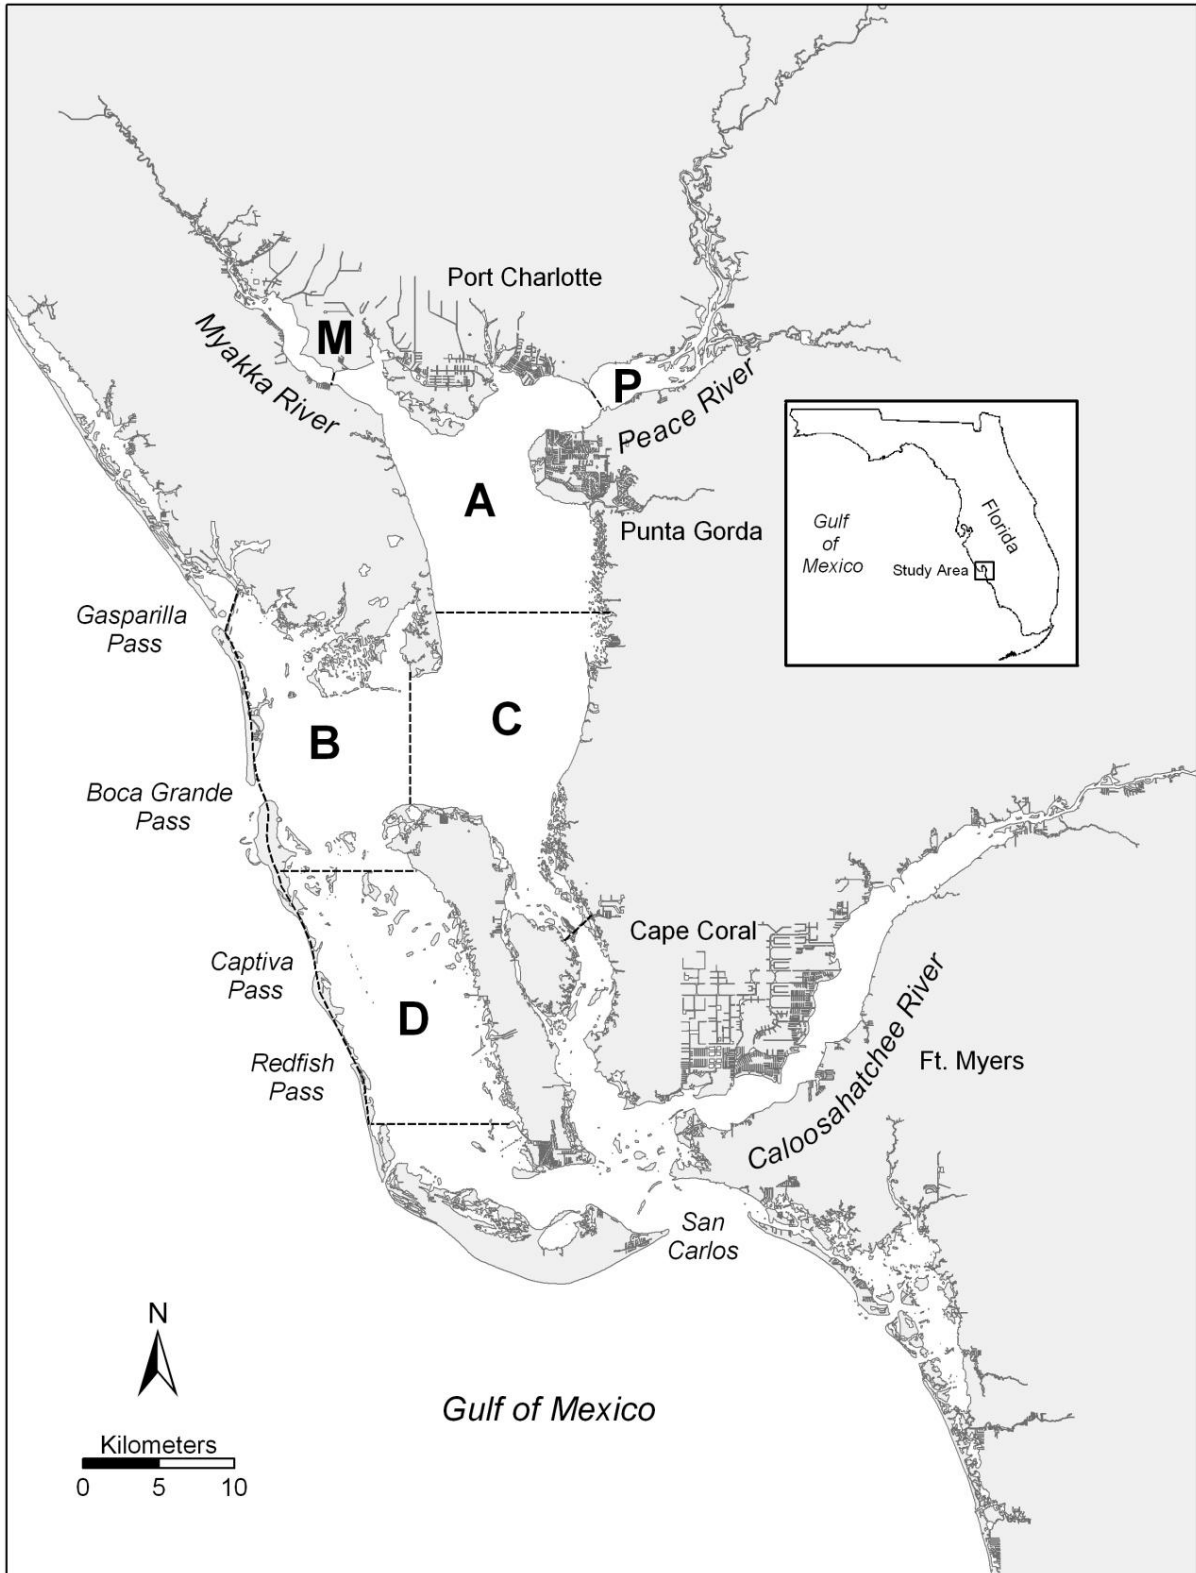 Port Charlotte
M
Myakka River
P
Peace River
A
Punta Gorda
Gulf
of
Mexico
Florida
Study Area
Gasparilla
Pass
B
C
Boca Grande
Pass
Cape Coral
Captiva
Pass
D
Redfish
Pass
Ft. Myers
Caloosahatchee River
San
Carlos
N
Gulf of Mexico
Kilometers
0 5 10